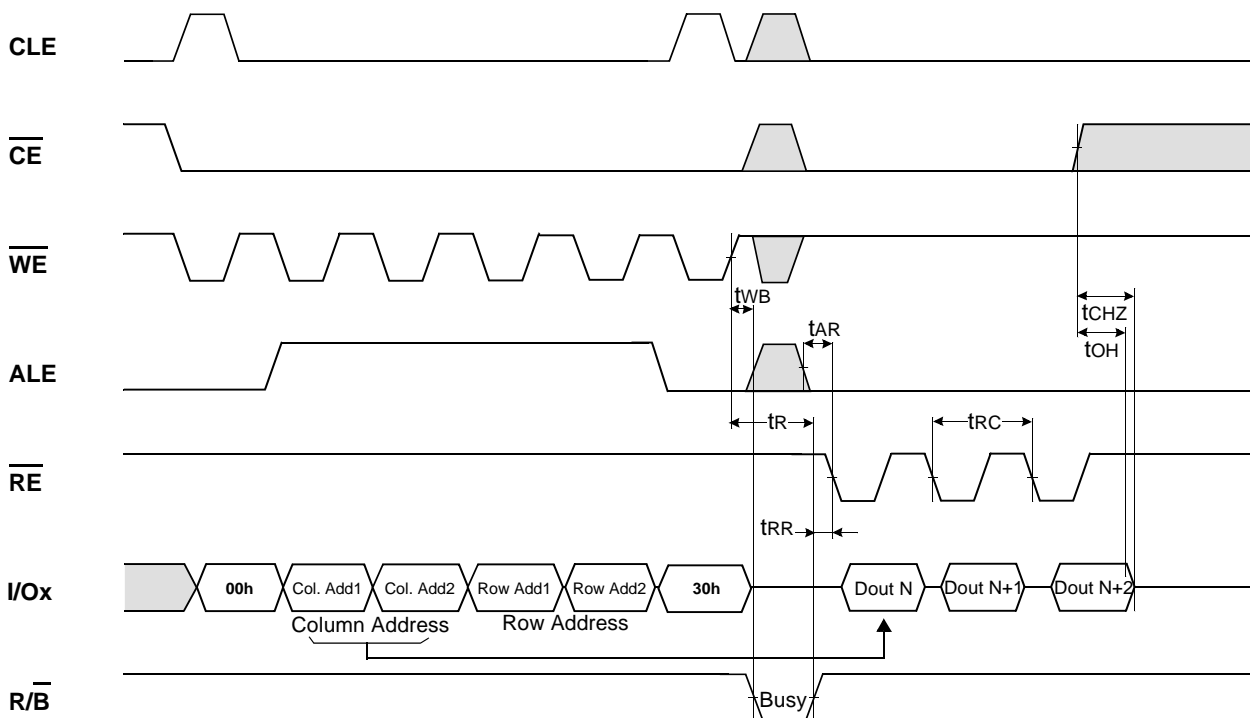 CLE
CE
WE
tWB
tCHZ
tAR
tOH
ALE
tR
tRC
RE
tRR
I/Ox
00h
Col. Add1
Col. Add2
Row Add1
Row Add2
30h
Dout N
Dout N+1
Dout N+2
Column Address
Row Address
R/B
Busy